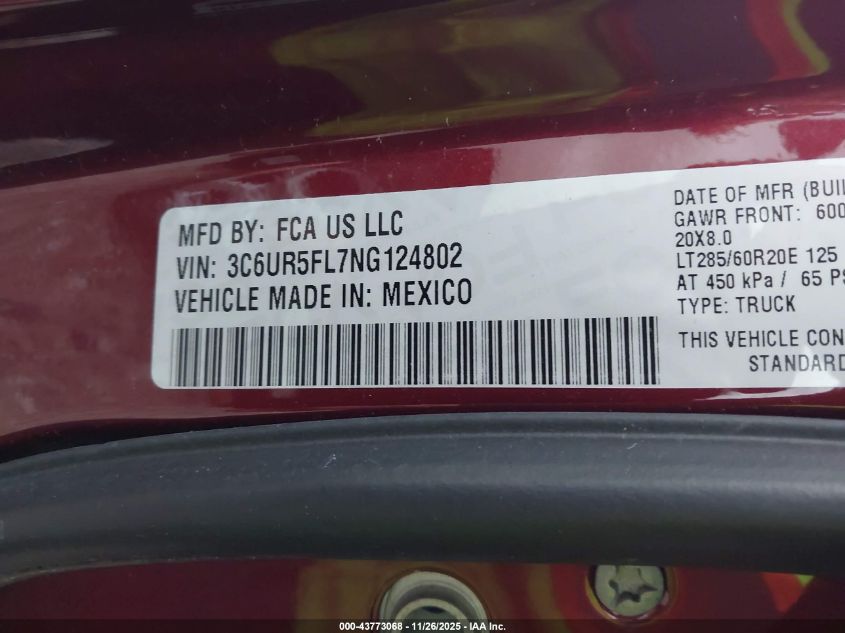 MFD BY: FCA US LLC
VIN: 3C6UR5FL7NG124802
VEHICLE MADE IN: MEXICO
DATE OF MFR (BUI
GAWR FRONT: 600
20X8.0
LT285/60R20E 125
AT 450 kPa / 65 PS
TYPE: TRUCK
THIS VEHICLE CON
STANDARD
000-43773068 - 11/26/2025 - IAA Inc.